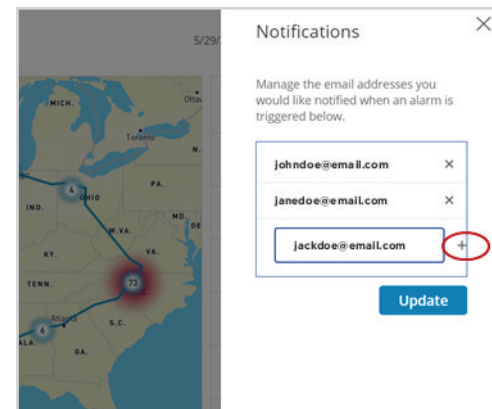 Notifications
5/29/
Manage the email addresses you
would like notified when an alarm is
triggered below.
johndoe@email.com ×
janedoe@email.com ×
jackdoe@email.com +
Update
MICH.
Ottaw
Toronto
N.
4
OHIO
PA.
IND.
W.VA.
MD.
DE
KY.
VA.
TENN.
73
6
Atlanta
S.C.
ALA.
GA.